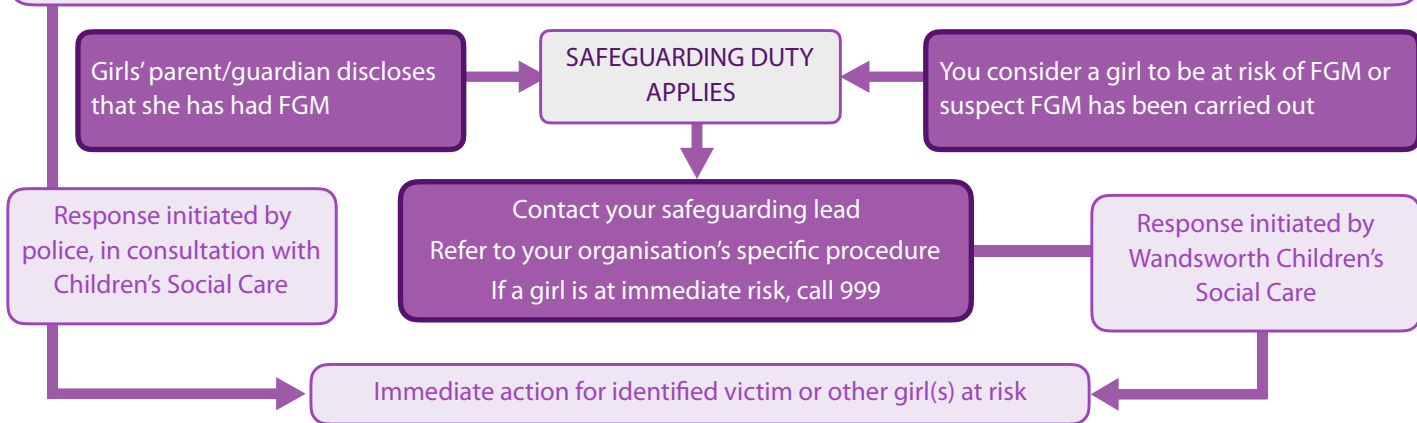 Girls’ parent/guardian discloses
that she has had FGM
SAFEGUARDING DUTY
APPLIES
You consider a girl to be at risk of FGM or
suspect FGM has been carried out
Response initiated by
police, in consultation with
Children’s Social Care
Contact your safeguarding lead
Refer to your organisation’s specific procedure
If a girl is at immediate risk, call 999
Response initiated by
Wandsworth Children’s
Social Care
Immediate action for identified victim or other girl(s) at risk